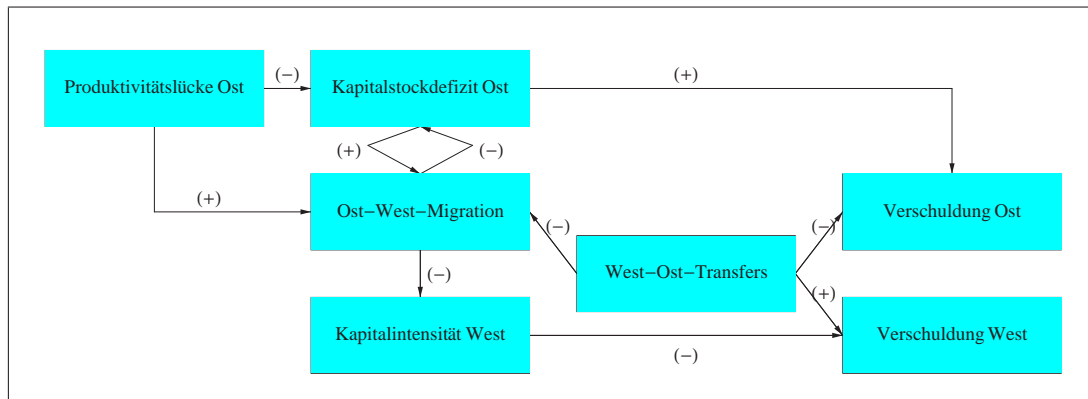 Produktivitätslücke Ost
(−)
Kapitalstockdefizit Ost
(+)
(+)
(−)
(+)
Ost−West−Migration
Verschuldung Ost
(−)
(−)
West−Ost−Transfers
(−)
(+)
Kapitalintensität West
(−)
Verschuldung West